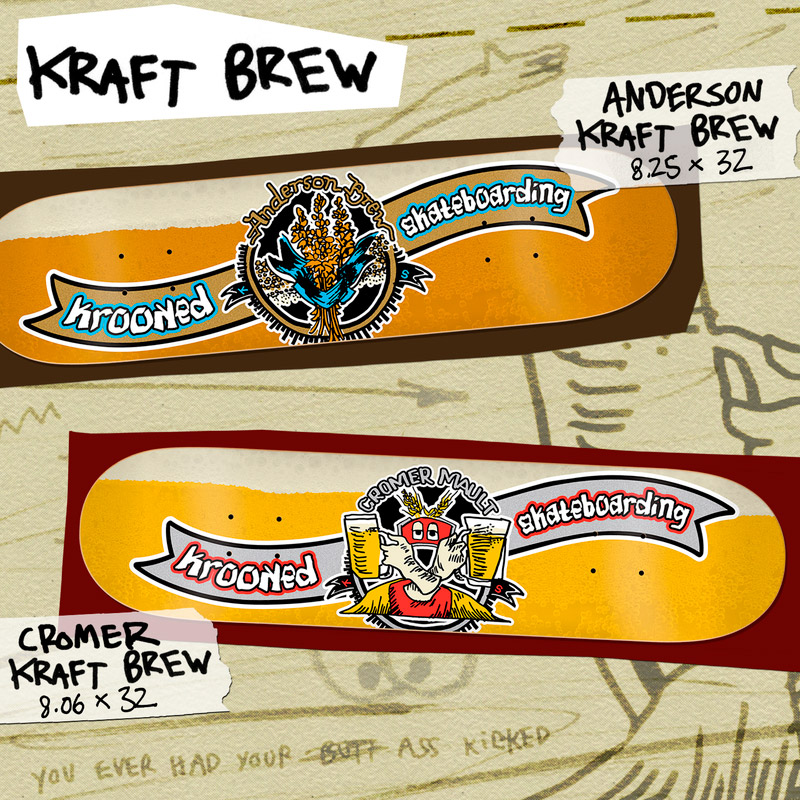 KRAFT BREW
ANDERSON
KRAFT BREW
8.25 x 32
Anderson Brew
krooked
skateboarding
K
S
CROMER MAULT
krooked
skateboarding
K
S
CROMER
KRAFT BREW
8.06 x 32
YOU EVER HAD YOUR BUTT ASS KICKED